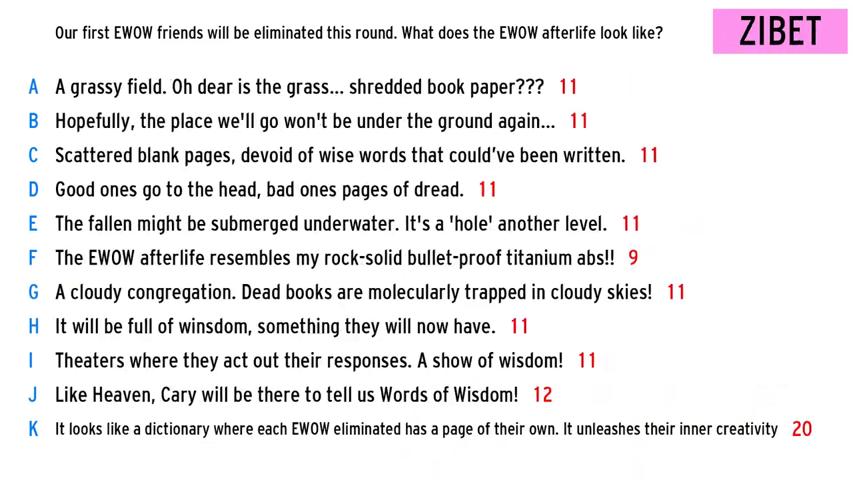 Our first EWOW friends will be eliminated this round. What does the EWOW afterlife look like?
ZIBET
A A grassy field. Oh dear is the grass... shredded book paper??? 11
B Hopefully, the place we'll go won't be under the ground again... 11
C Scattered blank pages, devoid of wise words that could've been written. 11
D Good ones go to the head, bad ones pages of dread. 11
E The fallen might be submerged underwater. It's a 'hole' another level. 11
F The EWOW afterlife resembles my rock-solid bullet-proof titanium abs!! 9
G A cloudy congregation. Dead books are molecularly trapped in cloudy skies! 11
H It will be full of winsdom, something they will now have. 11
I Theaters where they act out their responses. A show of wisdom! 11
J Like Heaven, Cary will be there to tell us Words of Wisdom! 12
K It looks like a dictionary where each EWOW eliminated has a page of their own. It unleashes their inner creativity 20